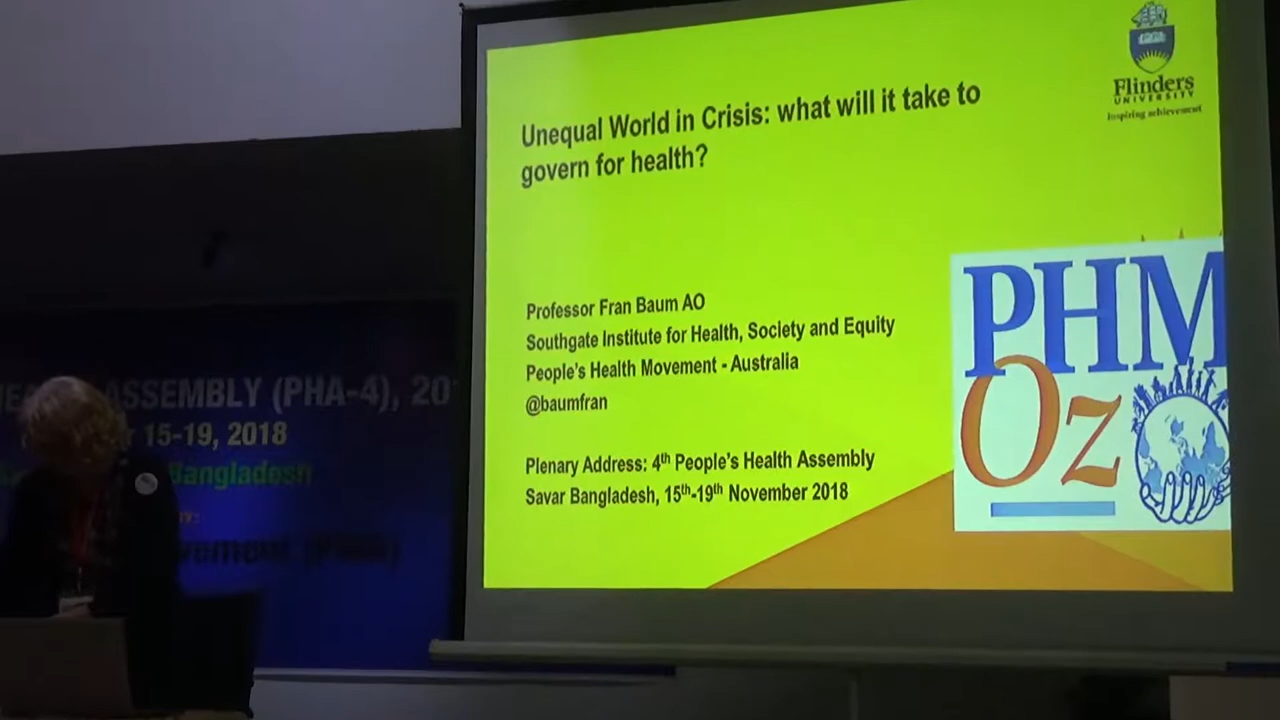 Unequal World in Crisis: what will it take to
govern for health?
Flinders
UNIVERSITY
inspiring achievement
Professor Fran Baum AO
Southgate Institute for Health, Society and Equity
People's Health Movement - Australia
@baumfran
Plenary Address: 4th People's Health Assembly
Savar Bangladesh, 15th-19th November 2018
PHM
Oz
ASSEMBLY (PHA-4), 20
15-19, 2018
Bangladesh